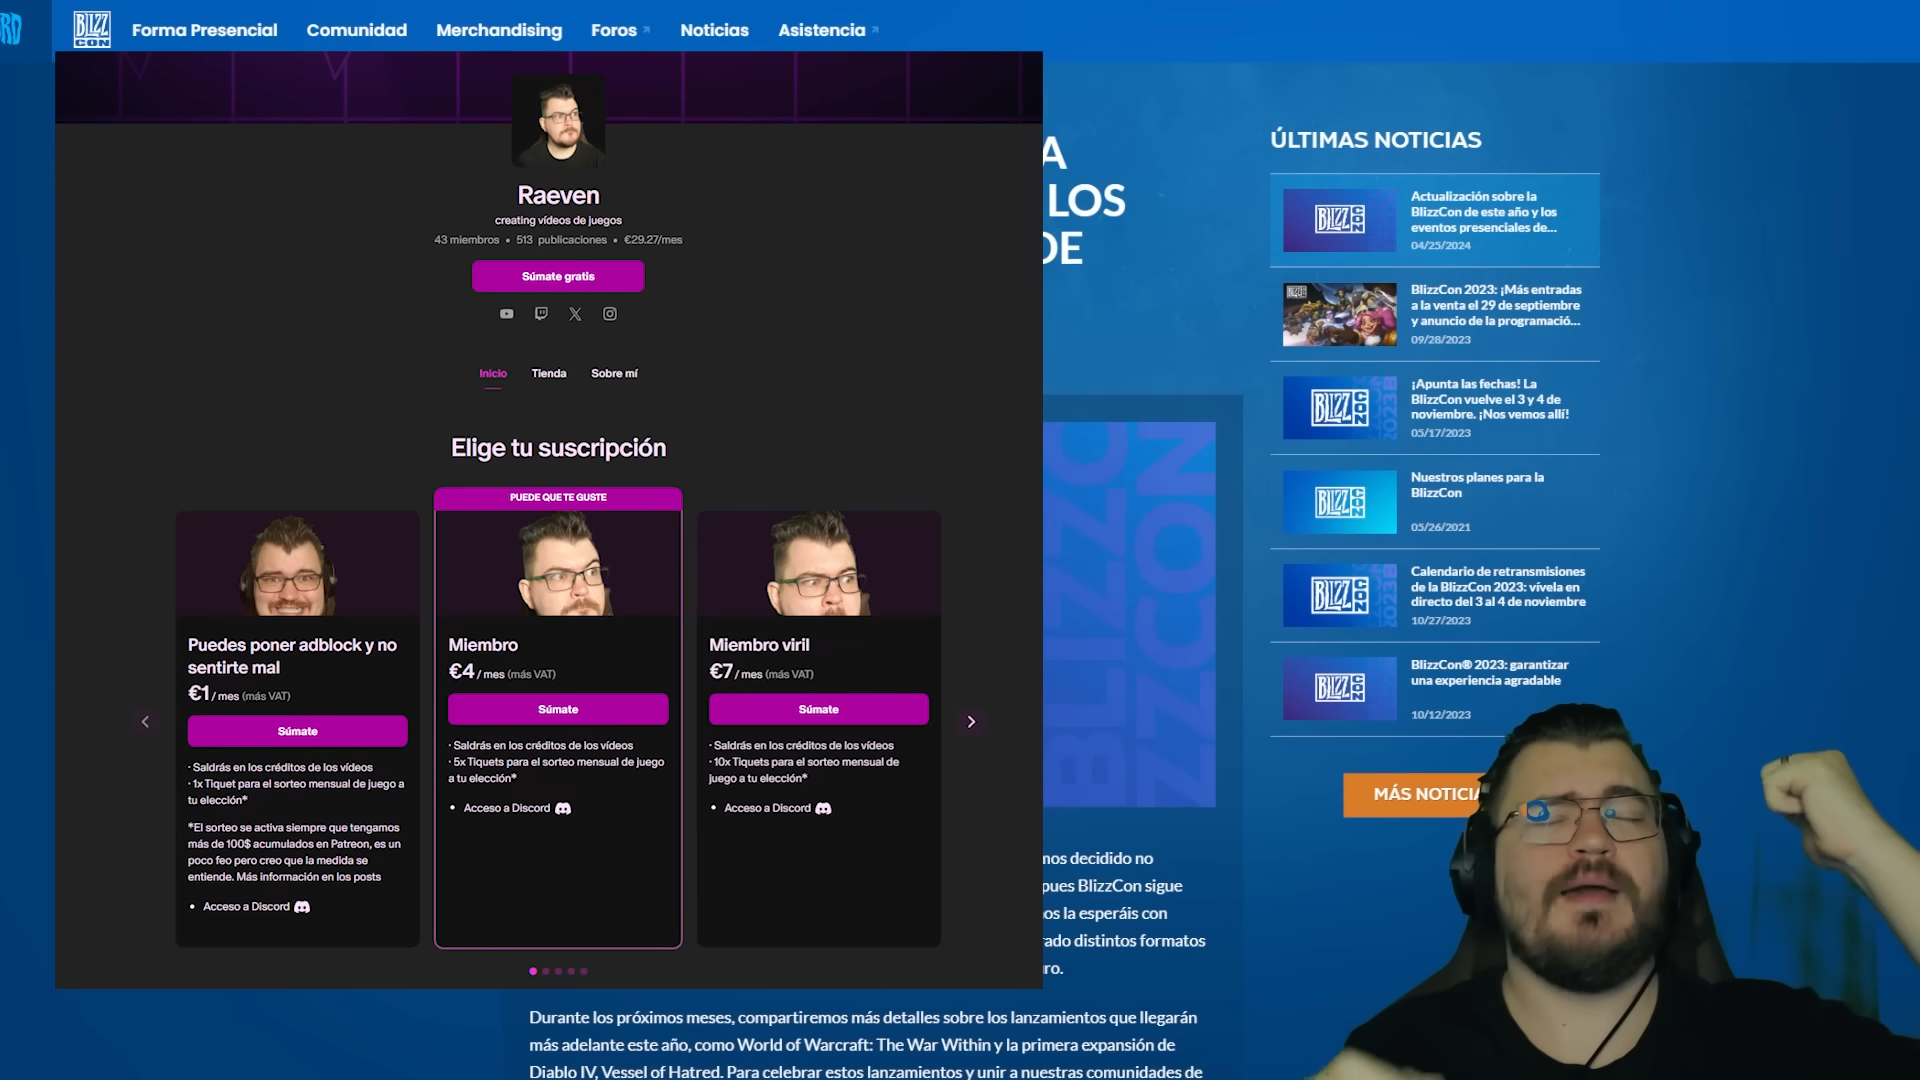 BLIZZ
CON
Forma Presencial
Comunidad
Merchandising
Foros
Noticias
Asistencia
Raeven
creating vídeos de juegos
43 miembros • 513 publicaciones • €29.27/mes
Súmate gratis
Inicio
Tienda
Sobre mí
Elige tu suscripción
Puedes poner adblock y no
sentirte mal
€1 / mes (más VAT)
Súmate
· Saldrás en los créditos de los vídeos
· 1x Tiquet para el sorteo mensual de juego a
tu elección*
*El sorteo se activa siempre que tengamos
más de 100$ acumulados en Patreon, es un
poco feo pero creo que la medida se
entiende. Más información en los posts
• Acceso a Discord
PUEDE QUE TE GUSTE
Miembro
€4 / mes (más VAT)
Súmate
· Saldrás en los créditos de los vídeos
· 5x Tiquets para el sorteo mensual de juego
a tu elección*
• Acceso a Discord
Miembro viril
€7 / mes (más VAT)
Súmate
· Saldrás en los créditos de los vídeos
· 10x Tiquets para el sorteo mensual de
juego a tu elección*
• Acceso a Discord
A
LOS
DE
BLIZZCON
decidido no
pues BlizzCon sigue
la esperáis con
distintos formatos
Durante los próximos meses, compartiremos más detalles sobre los lanzamientos que llegarán
más adelante este año, como World of Warcraft: The War Within y la primera expansión de
Diablo IV, Vessel of Hatred. Para celebrar estos lanzamientos y unir a nuestras comunidades de
ÚLTIMAS NOTICIAS
BLIZZCON
Actualización sobre la
BlizzCon de este año y los
eventos presenciales de...
04/25/2024
BlizzCon 2023: ¡Más entradas
a la venta el 29 de septiembre
y anuncio de la programació...
09/28/2023
BLIZZCON
¡Apunta las fechas! La
BlizzCon vuelve el 3 y 4 de
noviembre. ¡Nos vemos allí!
05/17/2023
BLIZZCON
Nuestros planes para la
BlizzCon
05/26/2021
BLIZZCON
Calendario de retransmisiones
de la BlizzCon 2023: vívela en
directo del 3 al 4 de noviembre
10/27/2023
BLIZZCON
BlizzCon® 2023: garantizar
una experiencia agradable
10/12/2023
MÁS NOTICIA